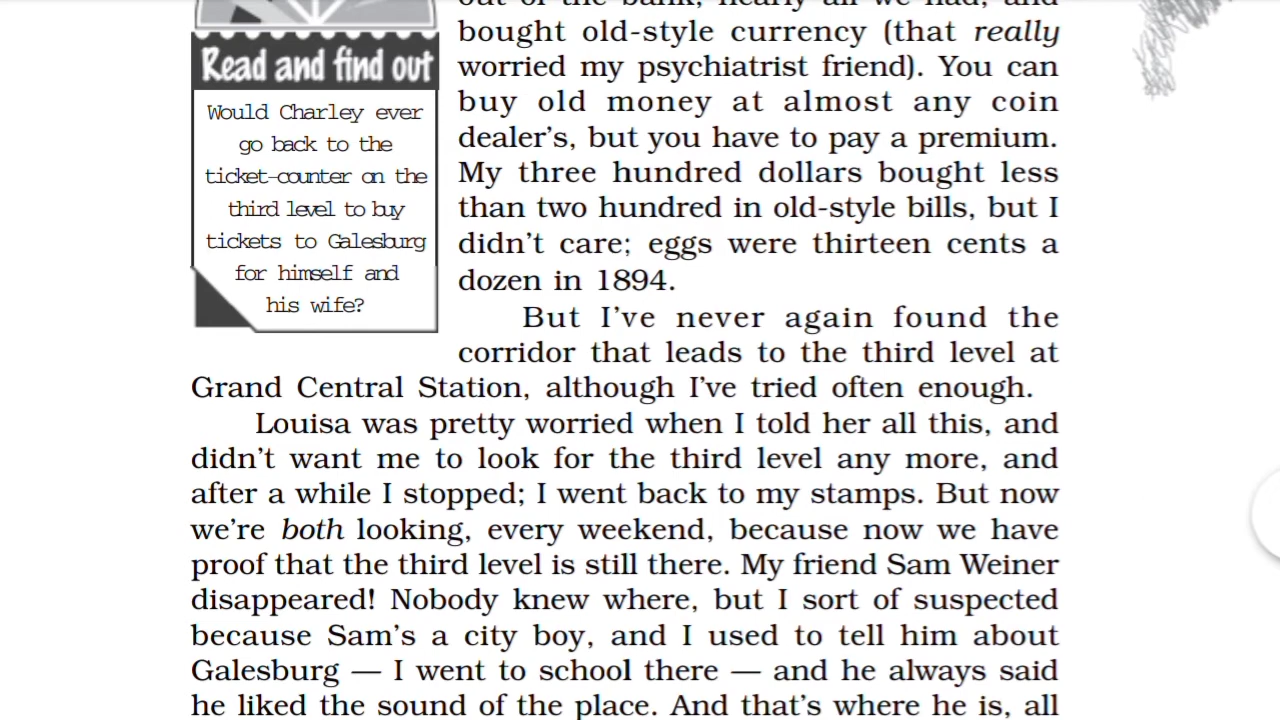 out of the bank, nearly all we had, and
bought old-style currency (that really
worried my psychiatrist friend). You can
buy old money at almost any coin
dealer's, but you have to pay a premium.
My three hundred dollars bought less
than two hundred in old-style bills, but I
didn't care; eggs were thirteen cents a
dozen in 1894.
Read and find out
Would Charley ever
go back to the
ticket-counter on the
third level to buy
tickets to Galesburg
for himself and
his wife?
But I've never again found the
corridor that leads to the third level at
Grand Central Station, although I've tried often enough.
Louisa was pretty worried when I told her all this, and
didn't want me to look for the third level any more, and
after a while I stopped; I went back to my stamps. But now
we're both looking, every weekend, because now we have
proof that the third level is still there. My friend Sam Weiner
disappeared! Nobody knew where, but I sort of suspected
because Sam's a city boy, and I used to tell him about
Galesburg — I went to school there — and he always said
he liked the sound of the place. And that's where he is, all